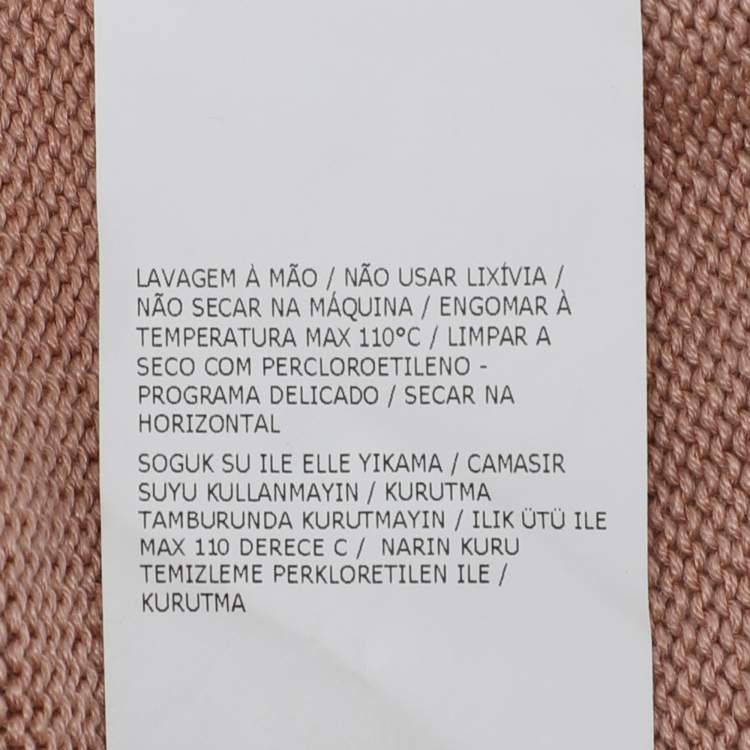 LAVAGEM À MÃO / NÃO USAR LIXÍVIA /
NÃO SECAR NA MÁQUINA / ENGOMAR À
TEMPERATURA MAX 110°C / LIMPAR A
SECO COM PERCLOROETILENO -
PROGRAMA DELICADO / SECAR NA
HORIZONTAL
SOGUK SU ILE ELLE YIKAMA / CAMASIR
SUYU KULLANMAYIN / KURUTMA
TAMBURUNDA KURUTMAYIN / ILIK ÜTÜ ILE
MAX 110 DERECE C / NARIN KURU
TEMIZLEME PERKLORETILEN ILE /
KURUTMA